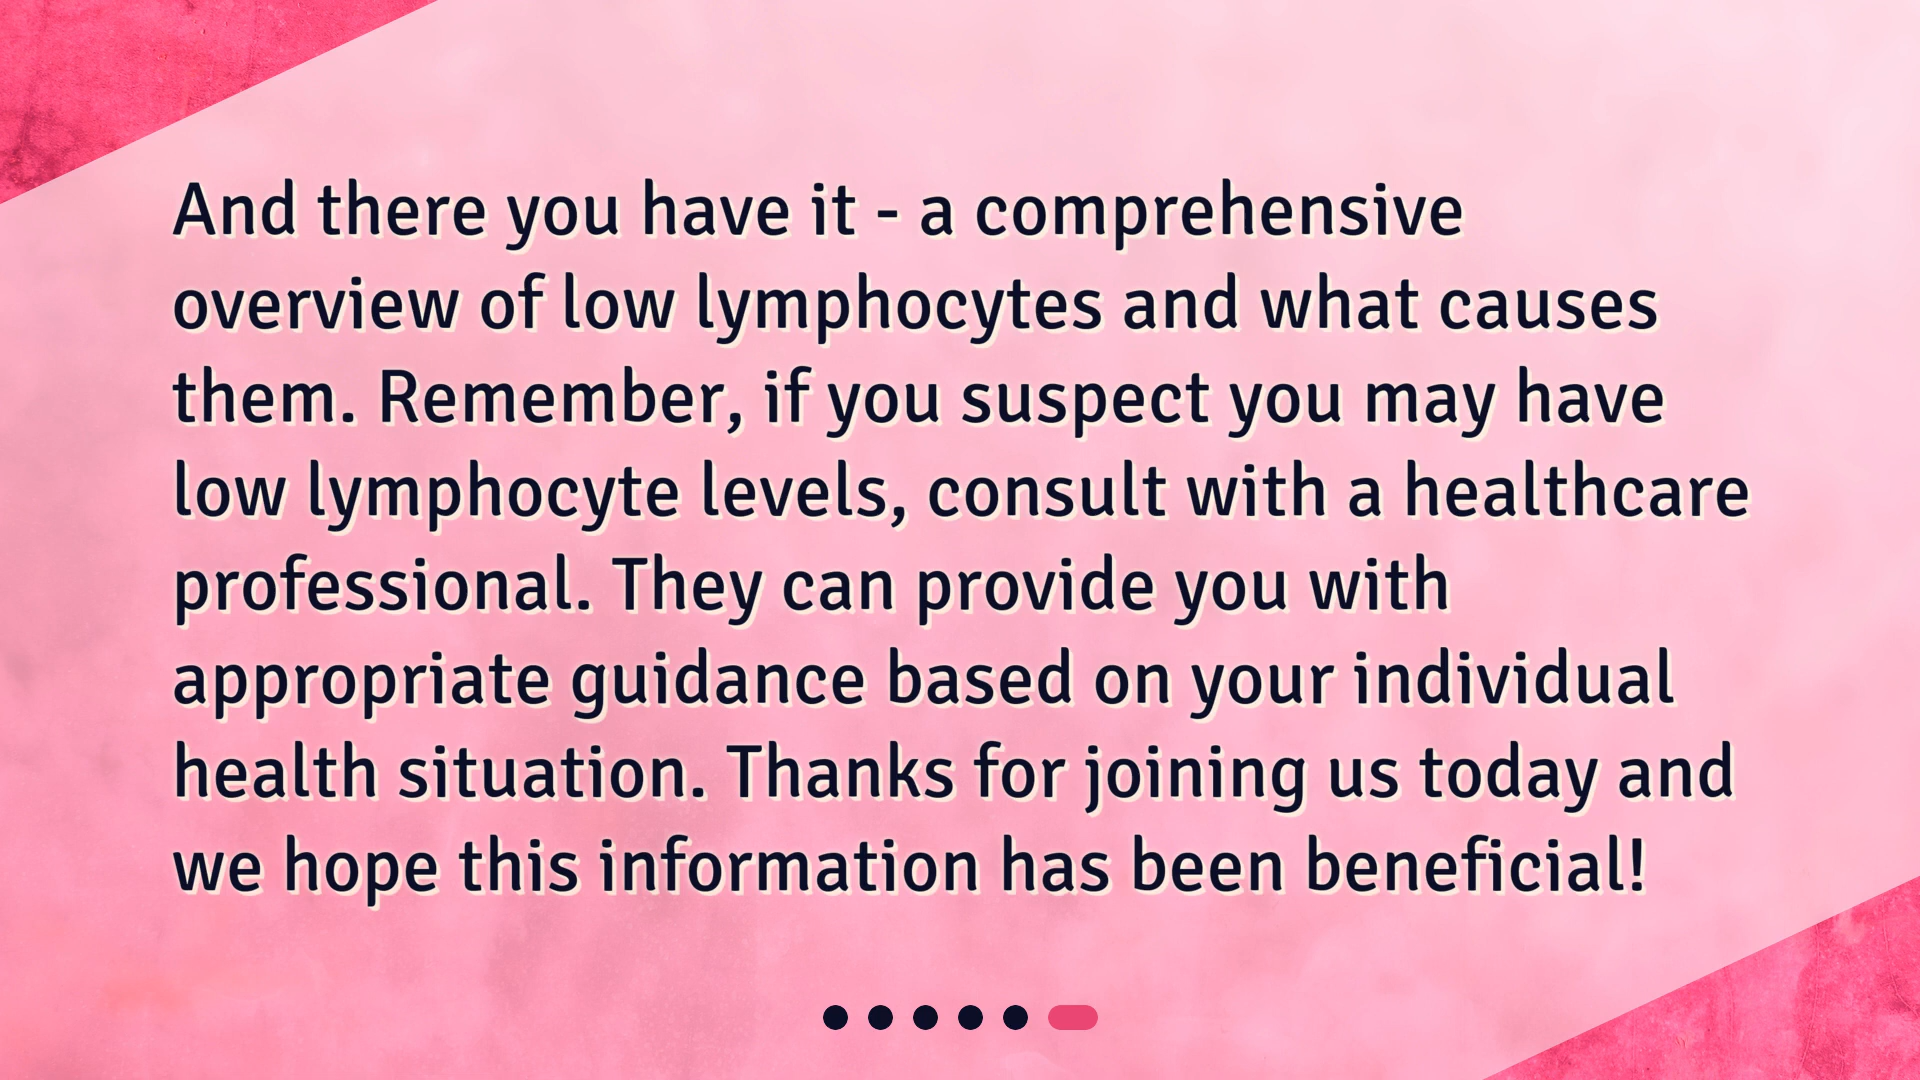 And there you have it - a comprehensive
overview of low lymphocytes and what causes
them. Remember, if you suspect you may have
low lymphocyte levels, consult with a healthcare
professional. They can provide you with
appropriate guidance based on your individual
health situation. Thanks for joining us today and
we hope this information has been beneficial!